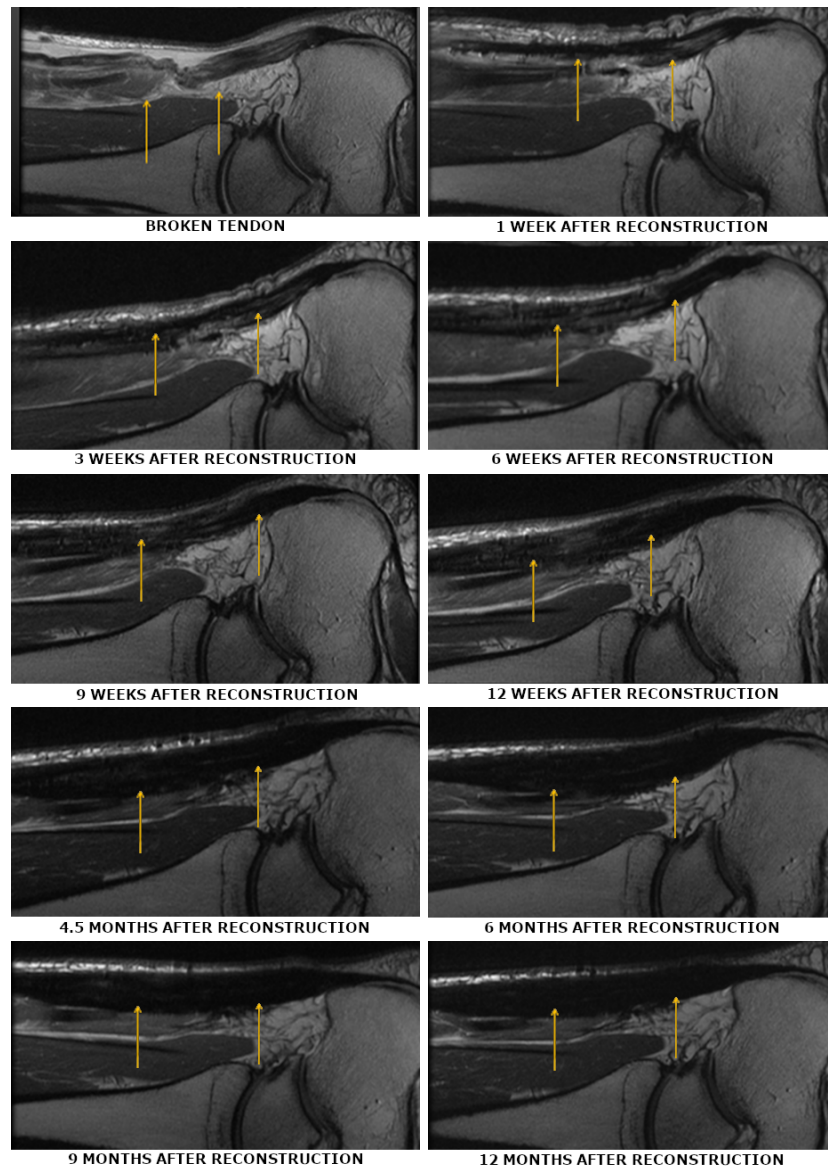 BROKEN TENDON
1 WEEK AFTER RECONSTRUCTION
3 WEEKS AFTER RECONSTRUCTION
6 WEEKS AFTER RECONSTRUCTION
9 WEEKS AFTER RECONSTRUCTION
12 WEEKS AFTER RECONSTRUCTION
4.5 MONTHS AFTER RECONSTRUCTION
6 MONTHS AFTER RECONSTRUCTION
9 MONTHS AFTER RECONSTRUCTION
12 MONTHS AFTER RECONSTRUCTION